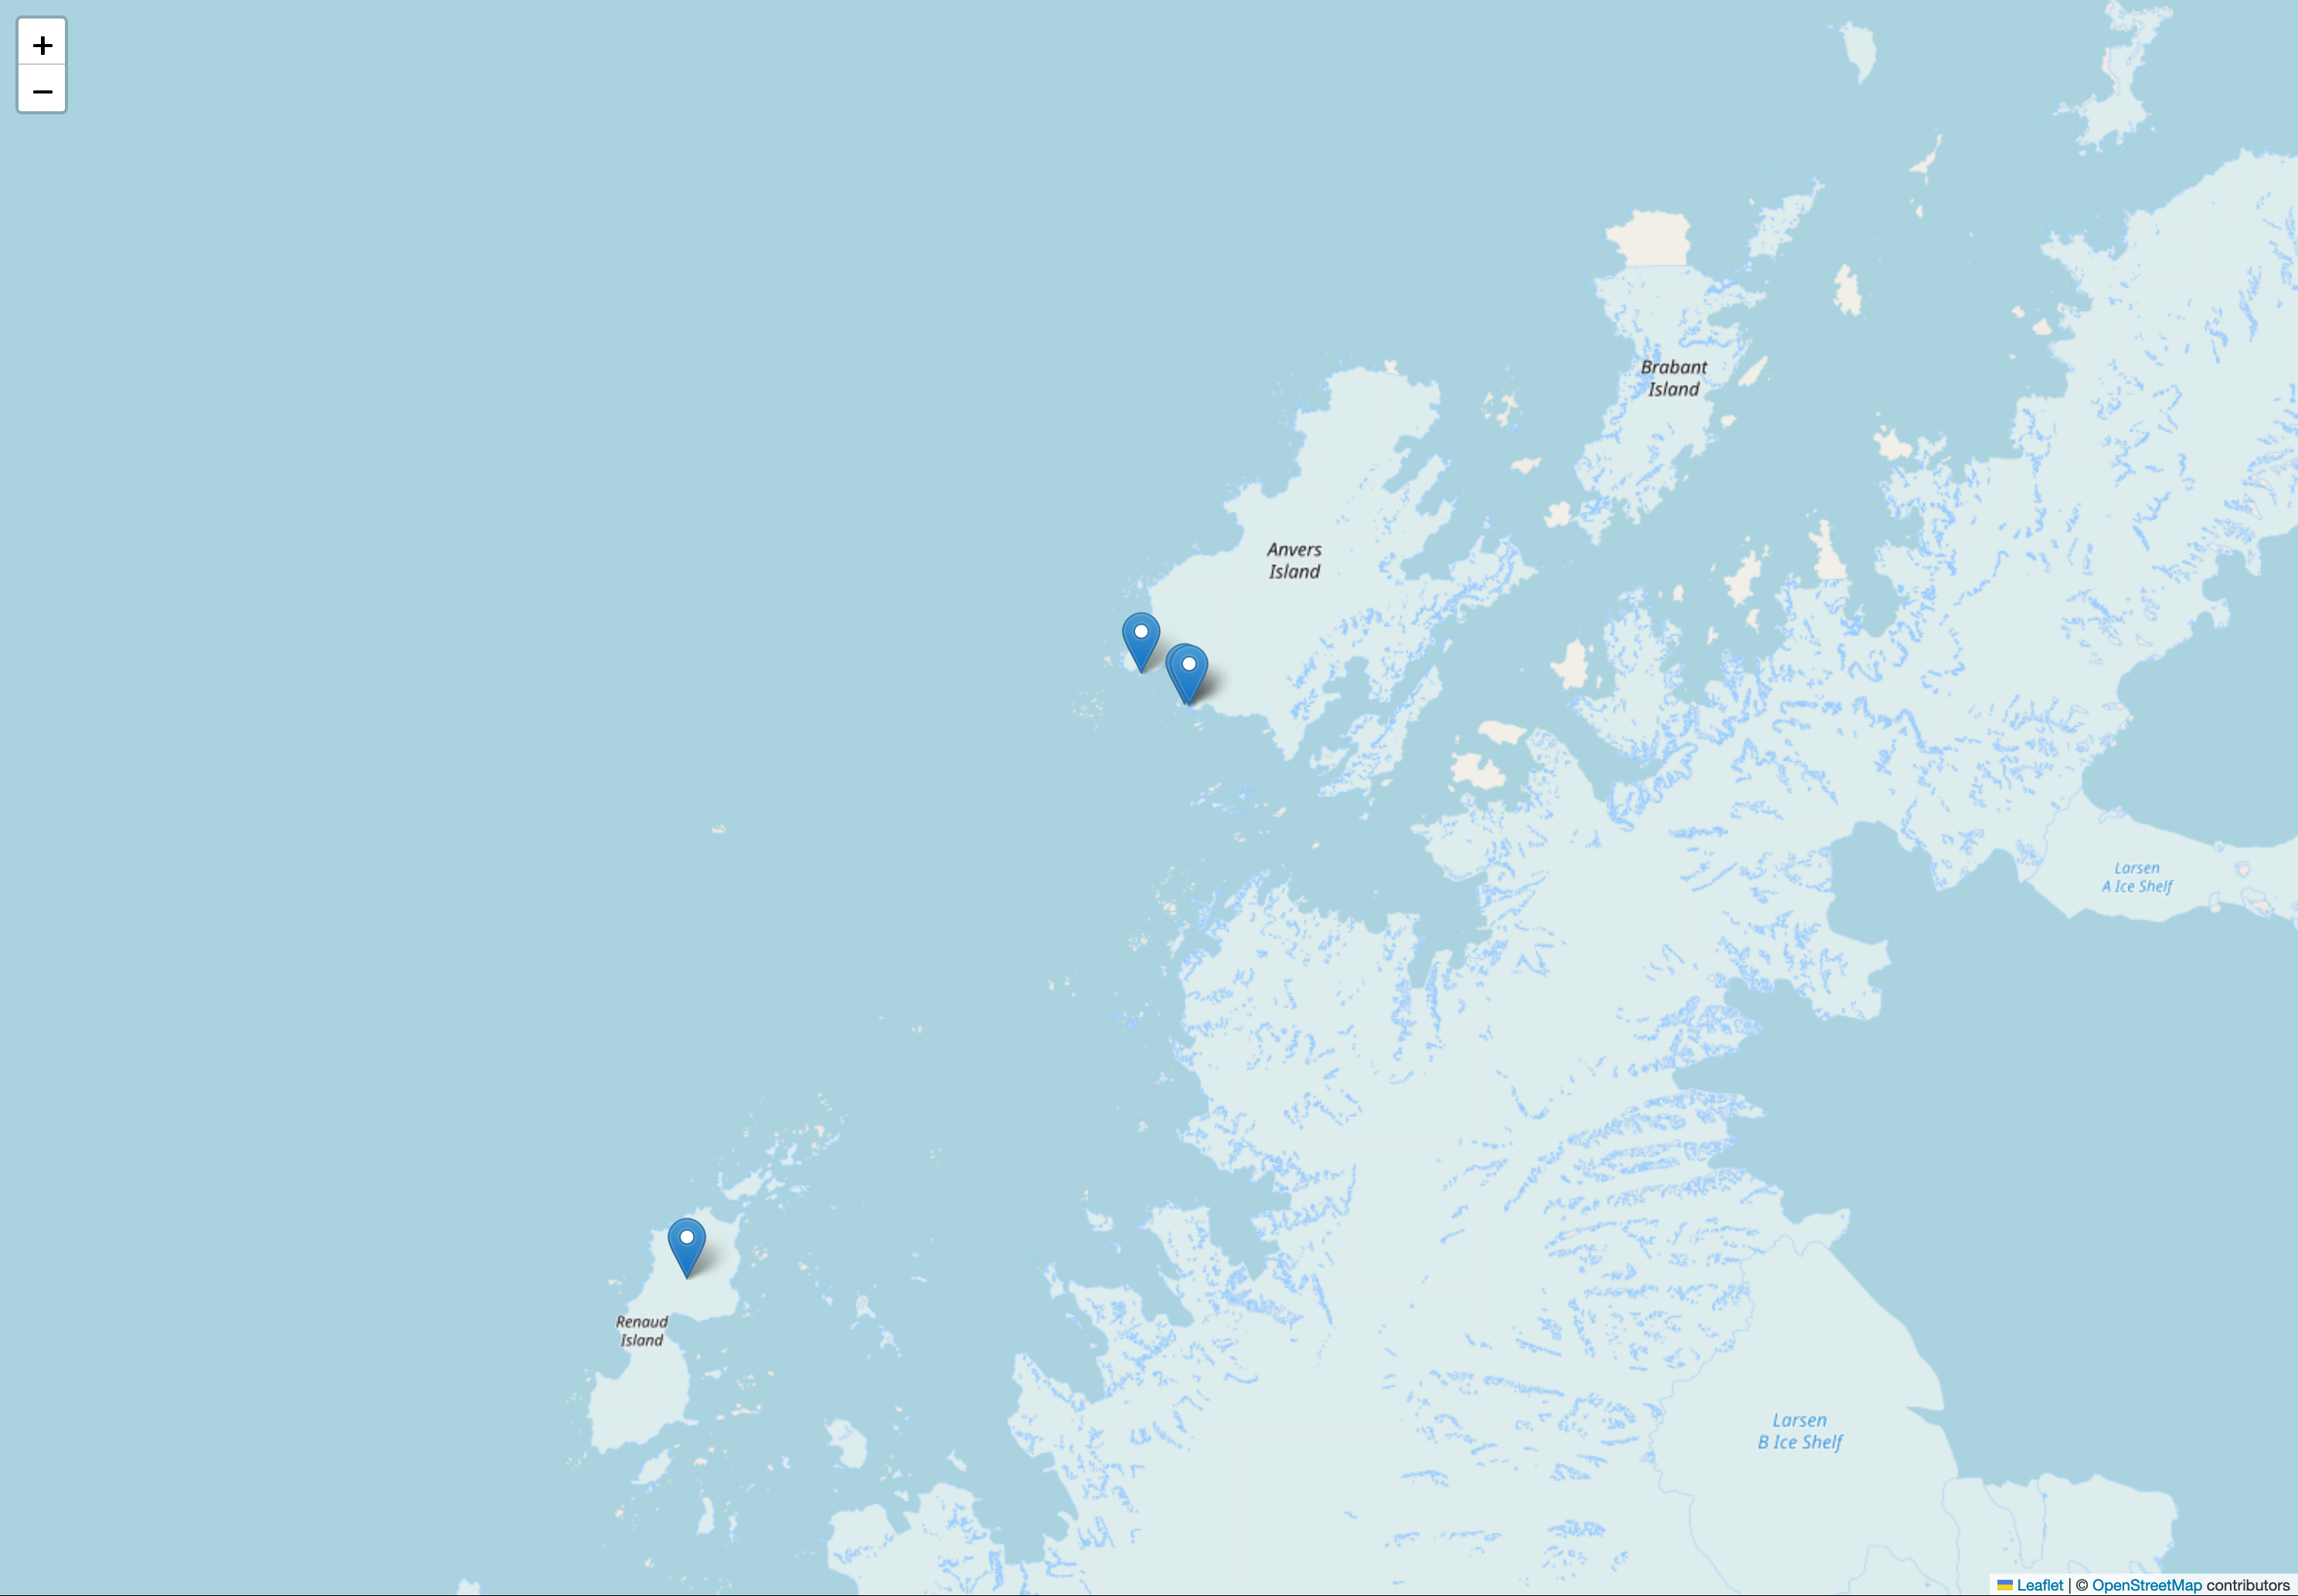 +
−
Brabant
Island
Anvers
Island
Larsen
A Ice Shelf
Renaud
Island
Larsen
B Ice Shelf
Leaflet | © OpenStreetMap contributors